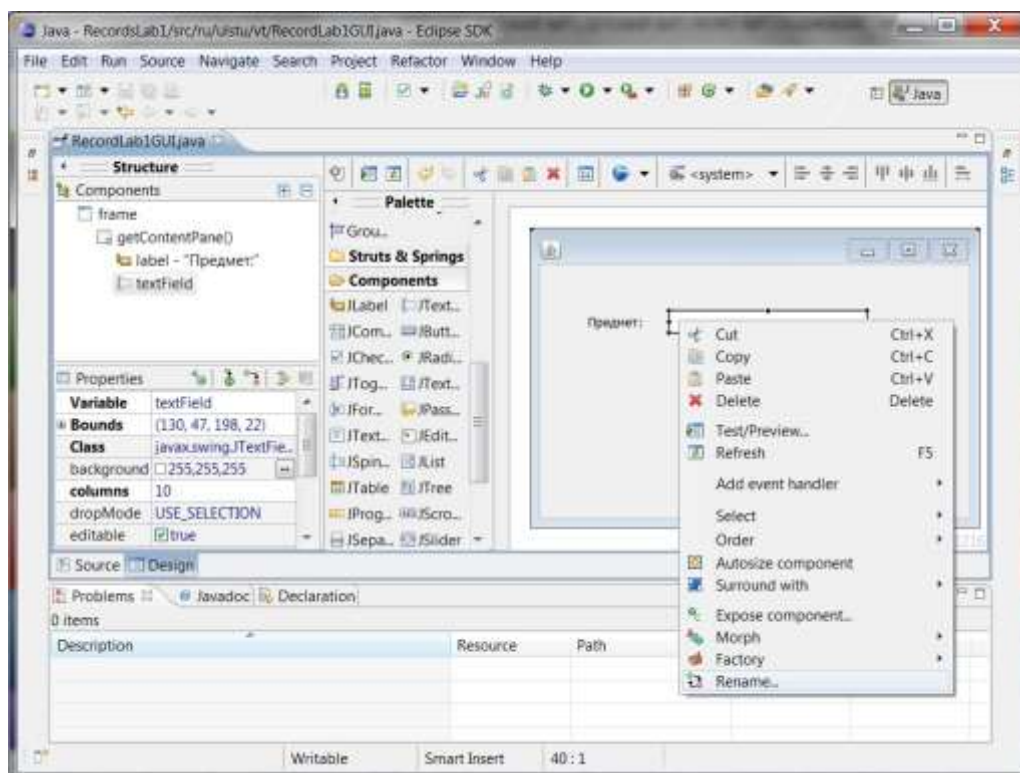 Java - RecordsLab1/src/ru/ulstu/vt/RecordLab1GUI.java - Eclipse SDK
File Edit Run Source Navigate Search Project Refactor Window Help
Java
RecordLab1GUI.java
Structure
Components
frame
getContentPane()
label - "Предмет:"
textField
Properties
Variable textField
Bounds (130, 47, 198, 22)
Class javax.swing.JTextFie...
background 255,255,255
columns 10
dropMode USE_SELECTION
editable true
Palette
Grou...
Struts & Springs
Components
JLabel JText...
JCom... JButt...
JChec... JRadi...
JTog... JText...
JFor... JPass...
JText... JEdit...
JSpin... JList
JTable JTree
JProg... JScro...
JSepa... JSlider
<system>
Предмет:
Cut Ctrl+X
Copy Ctrl+C
Paste Ctrl+V
Delete Delete
Test/Preview...
Refresh F5
Add event handler
Select
Order
Autosize component
Surround with
Expose component...
Morph
Factory
Rename...
Source Design
Problems Javadoc Declaration
0 items
Description Resource Path
Writable Smart Insert 40 : 1